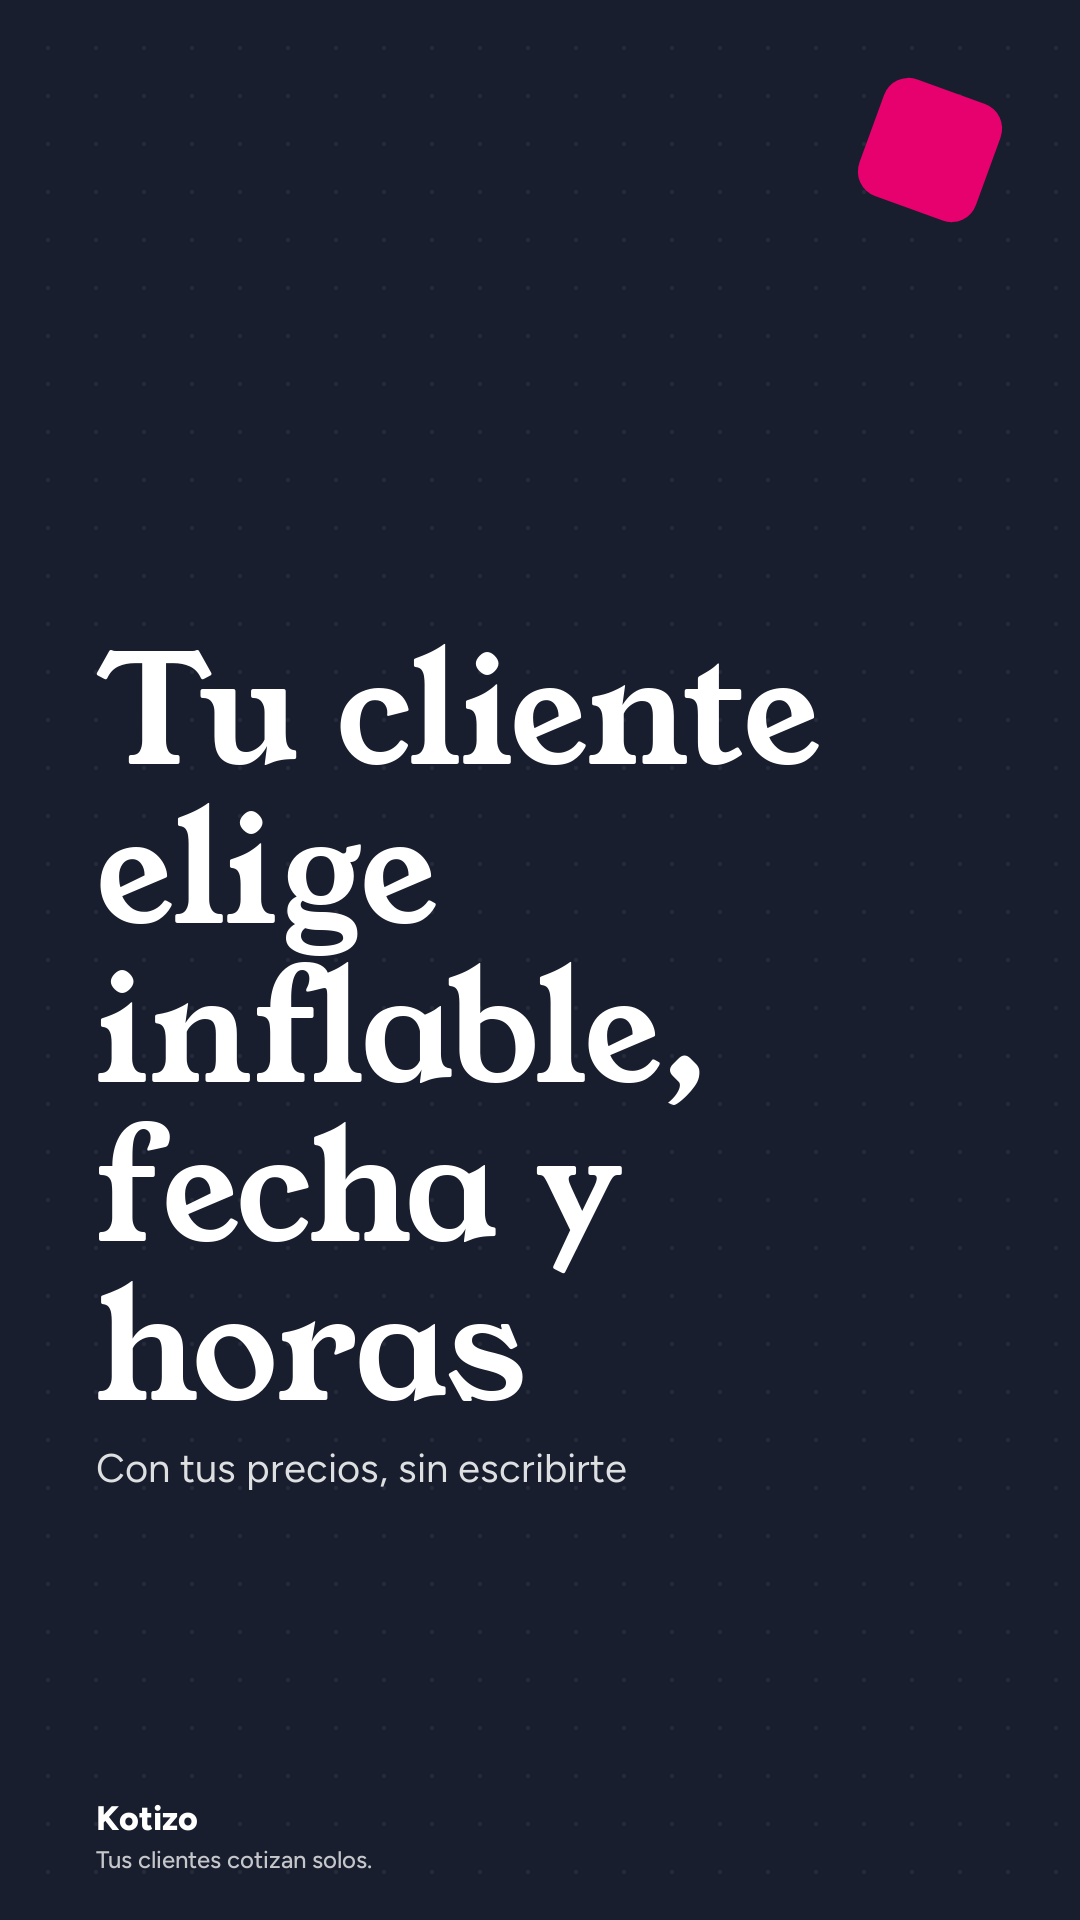 Tu cliente
elige
inflable,
fecha y
horas
Con tus precios, sin escribirte
Kotizo
Tus clientes cotizan solos.